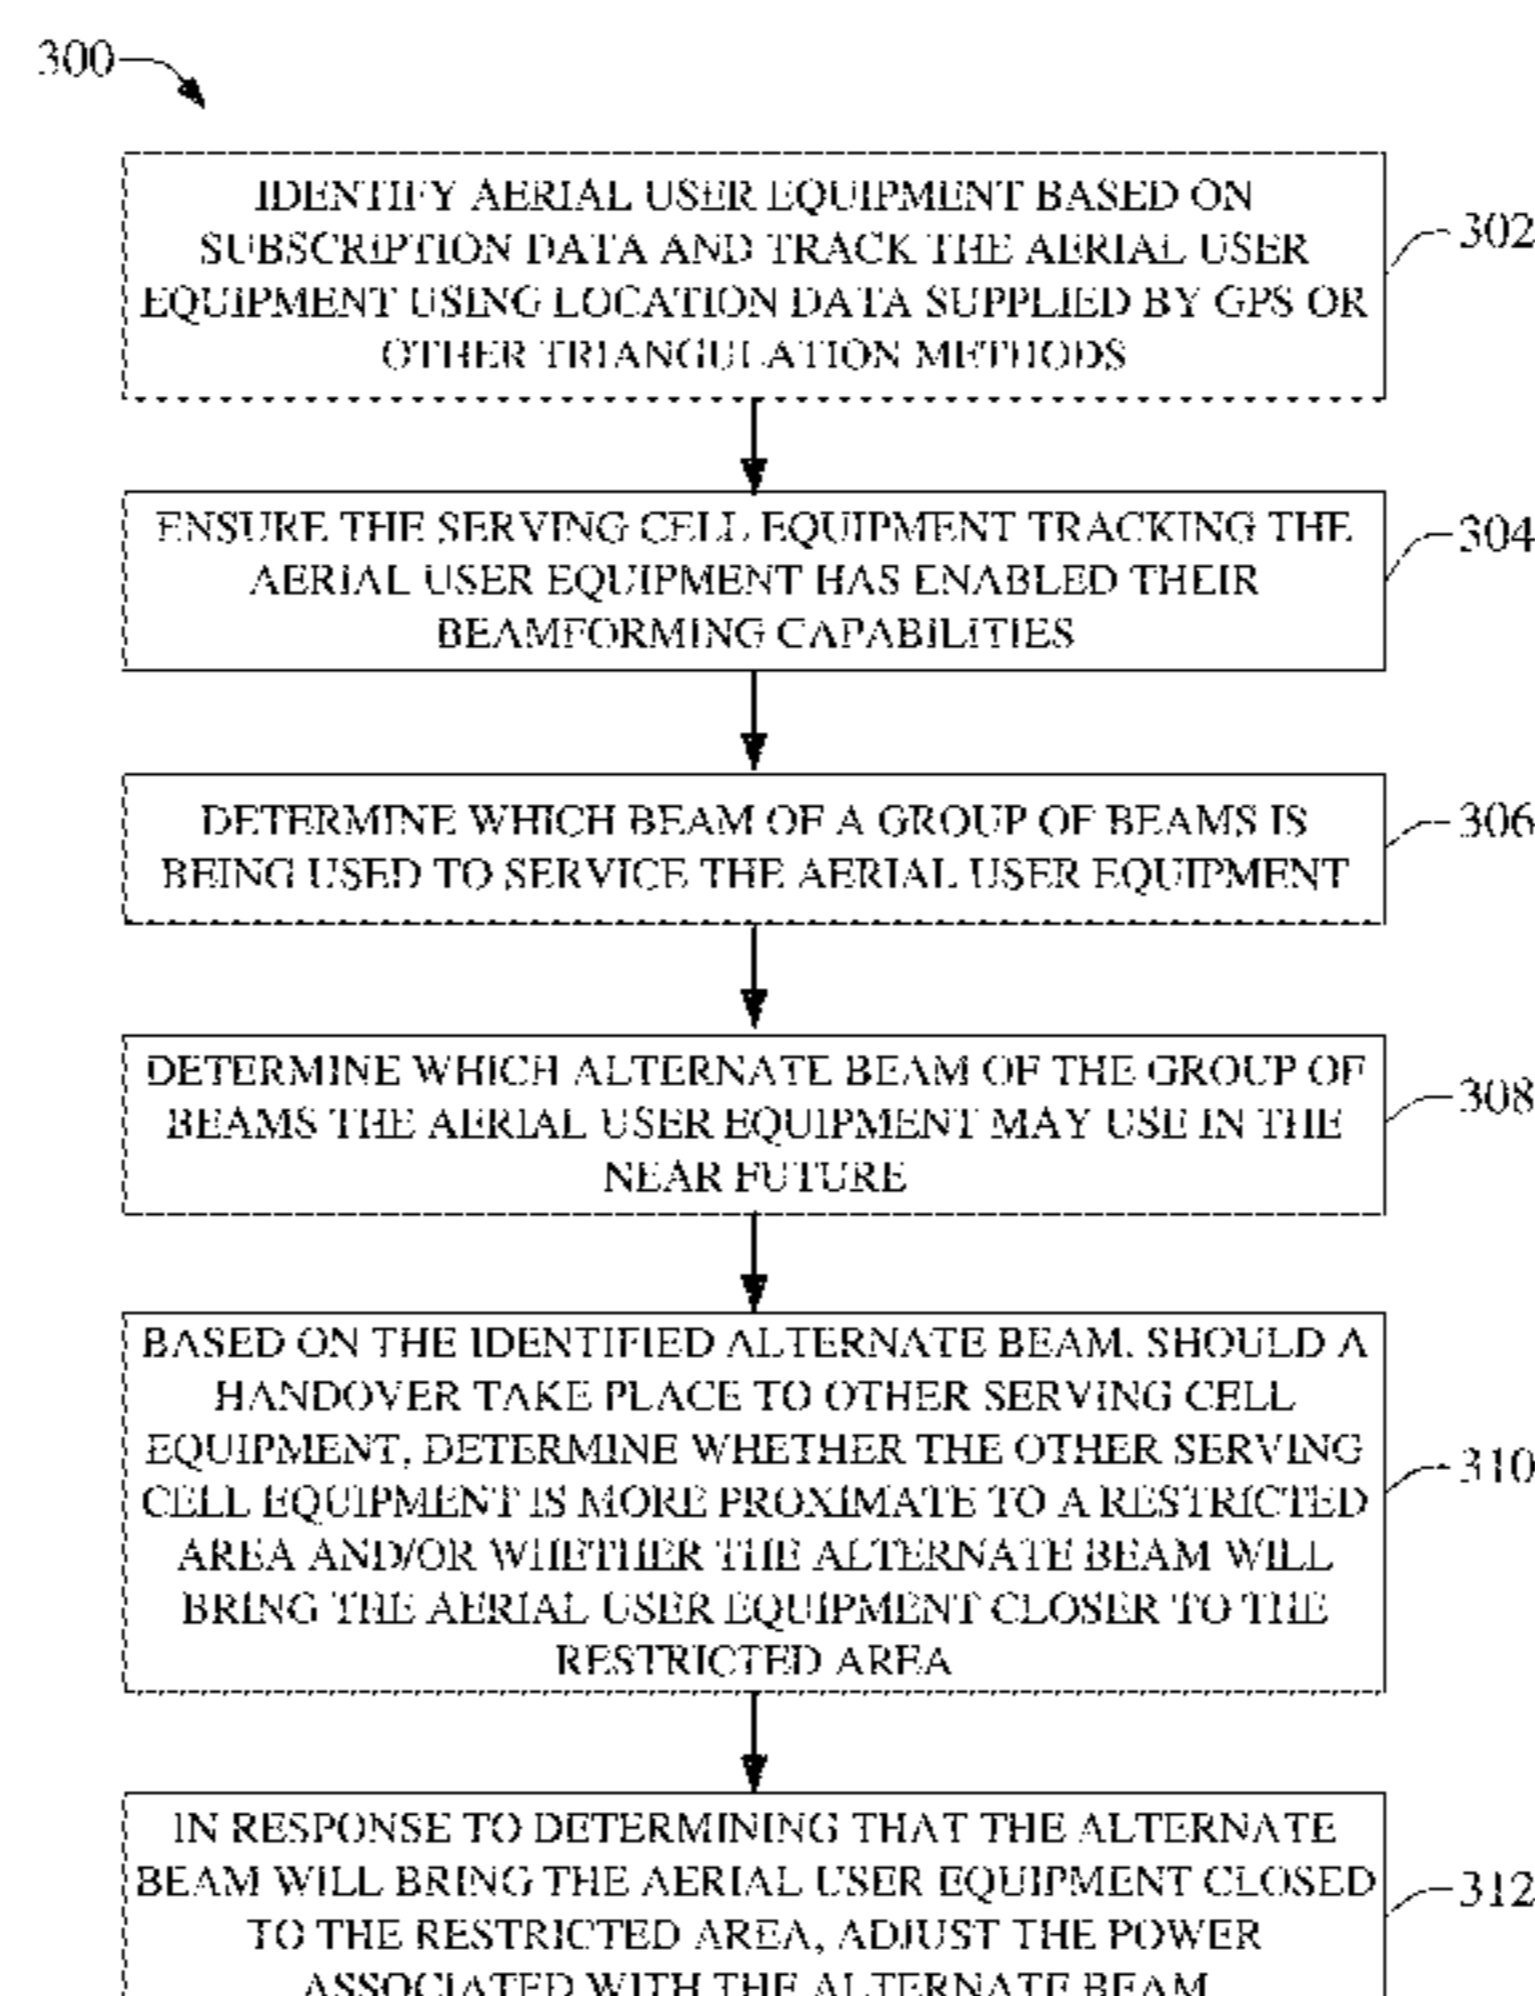 300
IDENTIFY AERIAL USER EQUIPMENT BASED ON
SUBSCRIPTION DATA AND TRACK THE AERIAL USER
EQUIPMENT USING LOCATION DATA SUPPLIED BY GPS OR
OTHER TRIANGULATION METHODS
302
ENSURE THE SERVING CELL EQUIPMENT TRACKING THE
AERIAL USER EQUIPMENT HAS ENABLED THEIR
BEAMFORMING CAPABILITIES
304
DETERMINE WHICH BEAM OF A GROUP OF BEAMS IS
BEING USED TO SERVICE THE AERIAL USER EQUIPMENT
306
DETERMINE WHICH ALTERNATE BEAM OF THE GROUP OF
BEAMS THE AERIAL USER EQUIPMENT MAY USE IN THE
NEAR FUTURE
308
BASED ON THE IDENTIFIED ALTERNATE BEAM, SHOULD A
HANDOVER TAKE PLACE TO OTHER SERVING CELL
EQUIPMENT, DETERMINE WHETHER THE OTHER SERVING
CELL EQUIPMENT IS MORE PROXIMATE TO A RESTRICTED
AREA AND/OR WHETHER THE ALTERNATE BEAM WILL
BRING THE AERIAL USER EQUIPMENT CLOSER TO THE
RESTRICTED AREA
310
IN RESPONSE TO DETERMINING THAT THE ALTERNATE
BEAM WILL BRING THE AERIAL USER EQUIPMENT CLOSED
TO THE RESTRICTED AREA, ADJUST THE POWER
ASSOCIATED WITH THE ALTERNATE BEAM
312